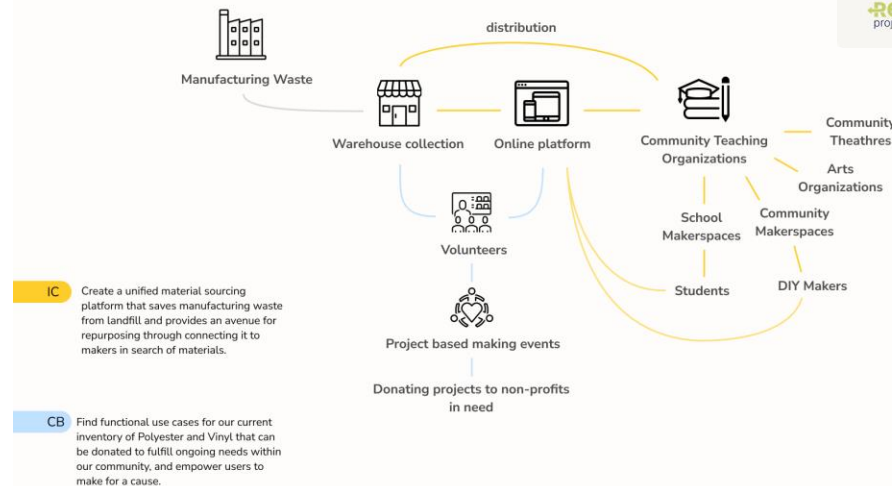 distribution
Manufacturing Waste
Warehouse collection
Online platform
Community Teaching
Organizations
Community
Theathres
Arts
Organizations
School
Makerspaces
Community
Makerspaces
Volunteers
Students
DIY Makers
IC
Create a unified material sourcing
platform that saves manufacturing waste
from landfill and provides an avenue for
repurposing through connecting it to
makers in search of materials.
Project based making events
Donating projects to non-profits
in need
CB
Find functional use cases for our current
inventory of Polyester and Vinyl that can
be donated to fulfill ongoing needs within
our community, and empower users to
make for a cause.